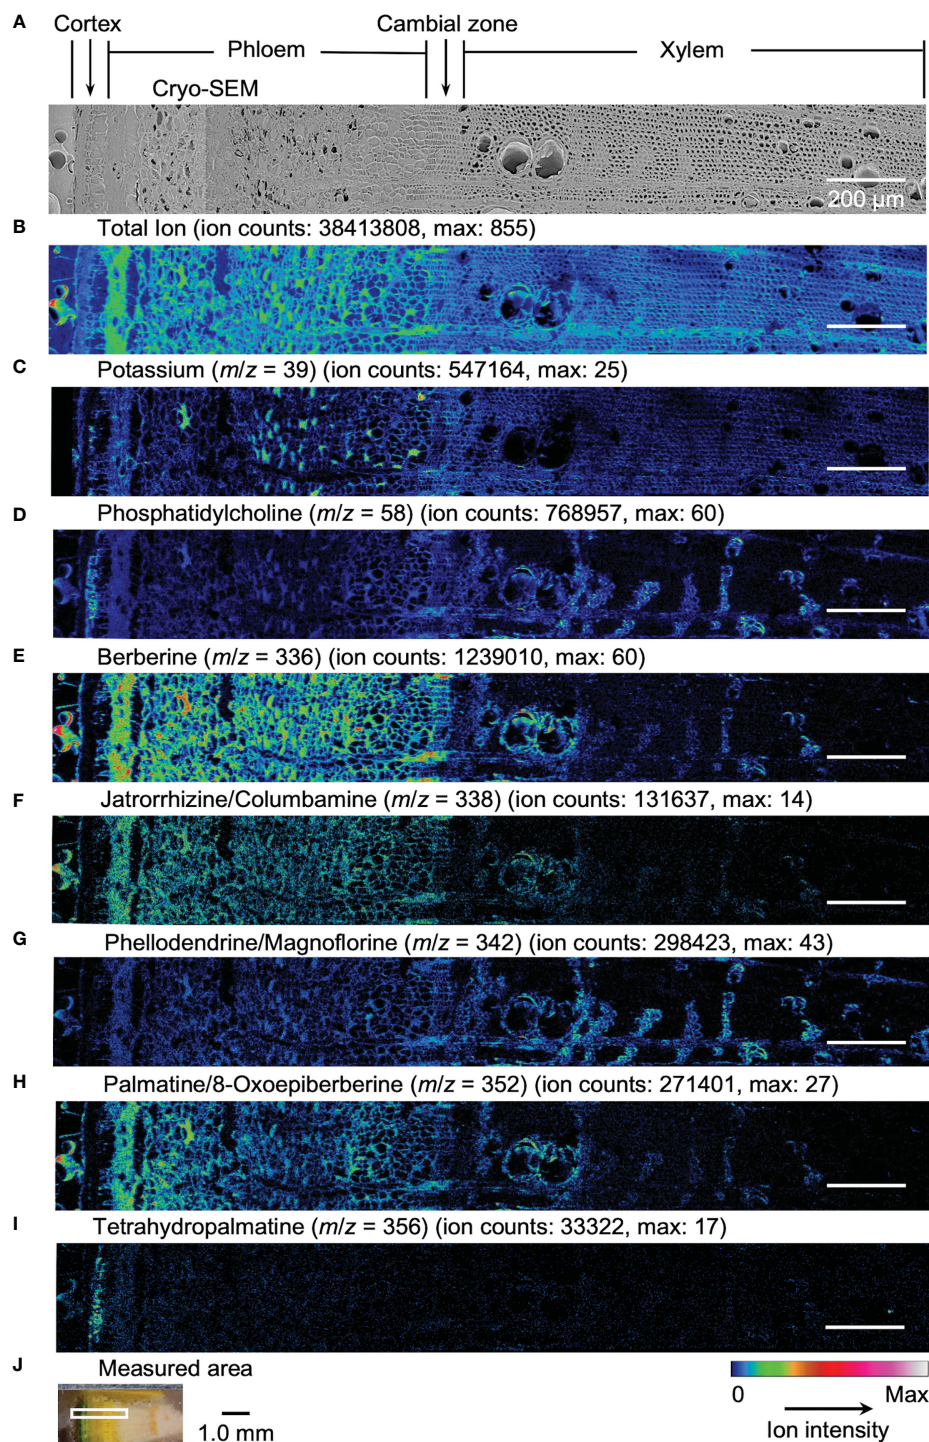 A
Cortex
Cambial zone
Phloem
Xylem
Cryo-SEM
200 µm
B
Total Ion (ion counts: 38413808, max: 855)
C
Potassium (m/z = 39) (ion counts: 547164, max: 25)
D
Phosphatidylcholine (m/z = 58) (ion counts: 768957, max: 60)
E
Berberine (m/z = 336) (ion counts: 1239010, max: 60)
F
Jatrorrhizine/Columbamine (m/z = 338) (ion counts: 131637, max: 14)
G
Phellodendrine/Magnoflorine (m/z = 342) (ion counts: 298423, max: 43)
H
Palmatine/8-Oxoepiberberine (m/z = 352) (ion counts: 271401, max: 27)
I
Tetrahydropalmatine (m/z = 356) (ion counts: 33322, max: 17)
J
Measured area
1.0 mm
0 Max
Ion intensity